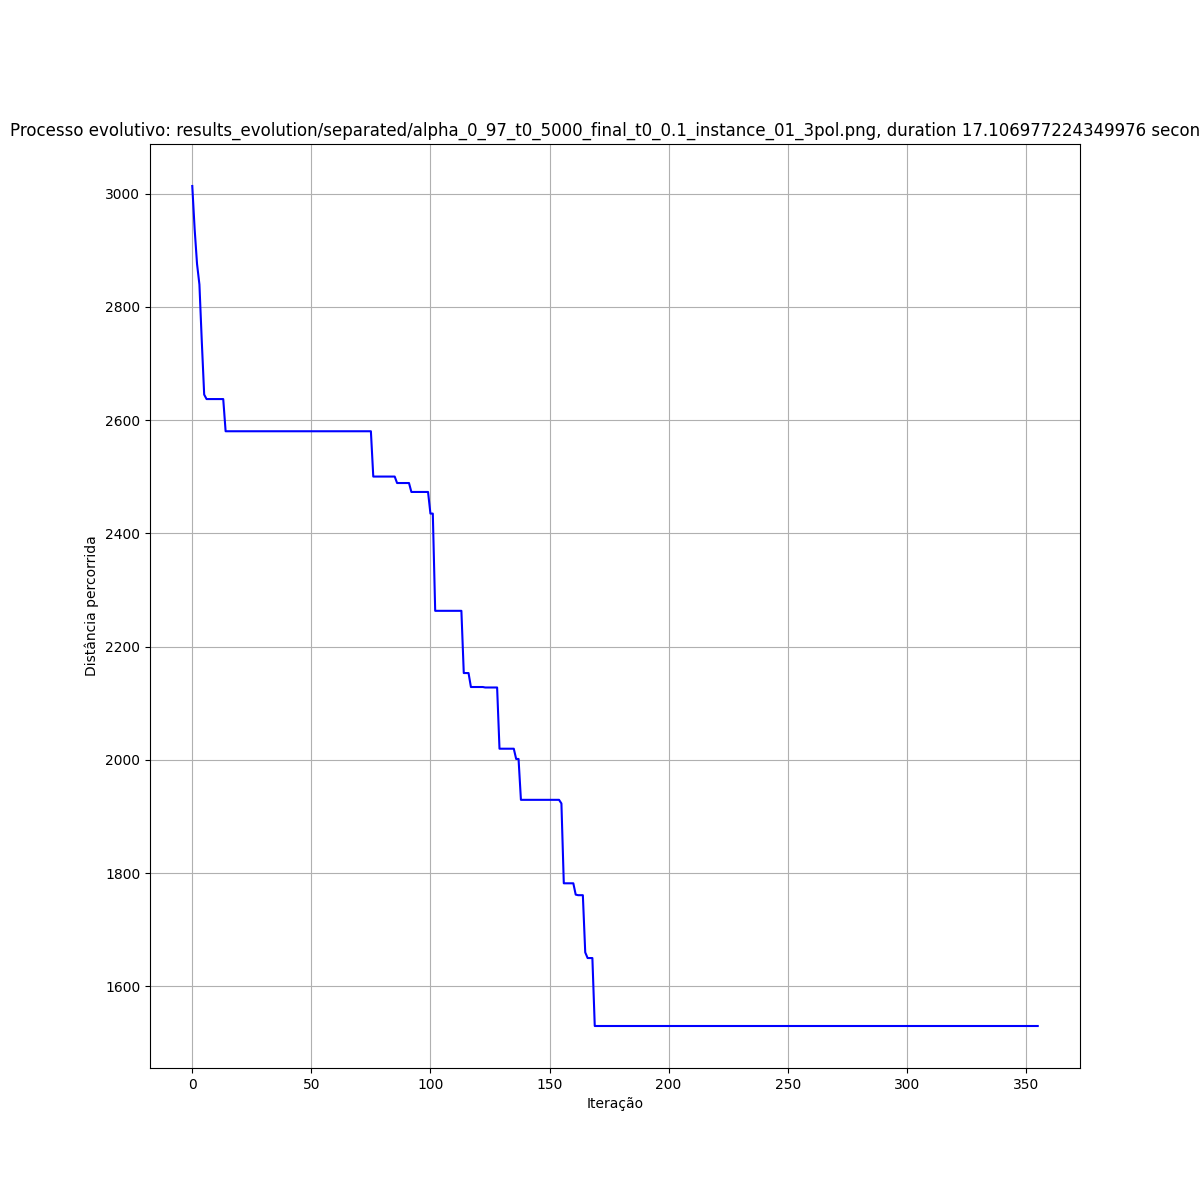 Processo evolutivo: results_evolution/separated/alpha_0_97_t0_5000_final_t0_0.1_instance_01_3pol.png, duration 17.106977224349976 secon
3000
2800
2600
2400
2200
2000
1800
1600
Distância percorrida
0 50 100 150 200 250 300 350
Iteração